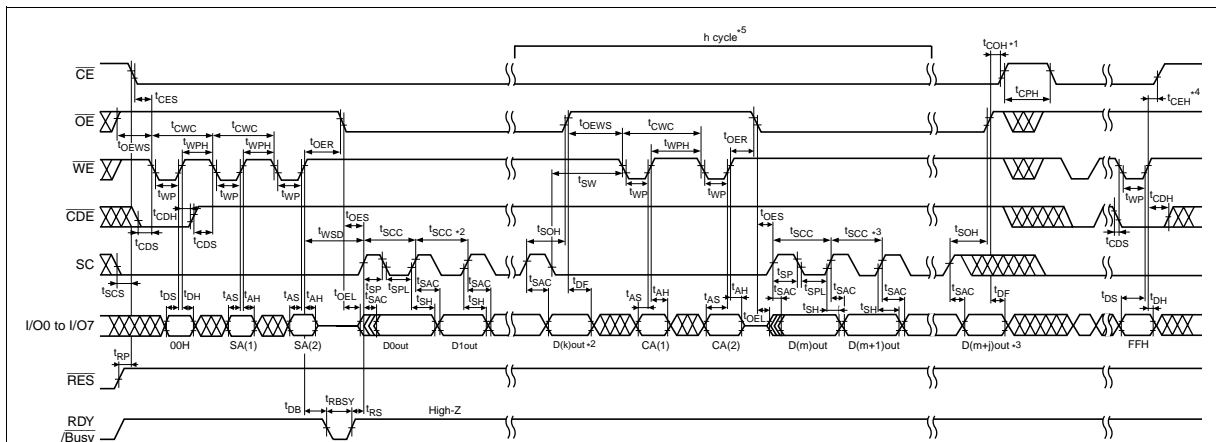 h cycle*5
tCOH *1
CE
tCES
tCPH
tCEH *4
OE
tOEWS
tCWC
tCWC
tWPH
tWPH
tOER
tOEWS
tCWC
tWPH
tOER
WE
tWP
tWP
tWP
tSW
tWP
tWP
tWP
tCDH
CDE
tCDS
tCDS
tWSD
tOES
tSCC
tSCC *2
tSOH
tOES
tSCC
tSCC *3
tSOH
tCDS
tCDH
SC
tSCS
tSP
tSPL
tSAC
tSAC
tSAC
tSAC
tDF
tSP
tSPL
tSAC
tSAC
tSAC
tSAC
tDF
tDS
tDH
tAS
tAH
tAS
tAH
tOEL
tSH
tSH
tAS
tAH
tAS
tAH
tOEL
tSH
tSH
tDS
tDH
I/O0 to I/O7
00H
SA(1)
SA(2)
D0out
D1out
D(k)out*2
CA(1)
CA(2)
D(m)out
D(m+1)out
D(m+j)out*3
FFH
tRP
RES
tDB
tRBSY
tRS
High-Z
RDY
/Busy